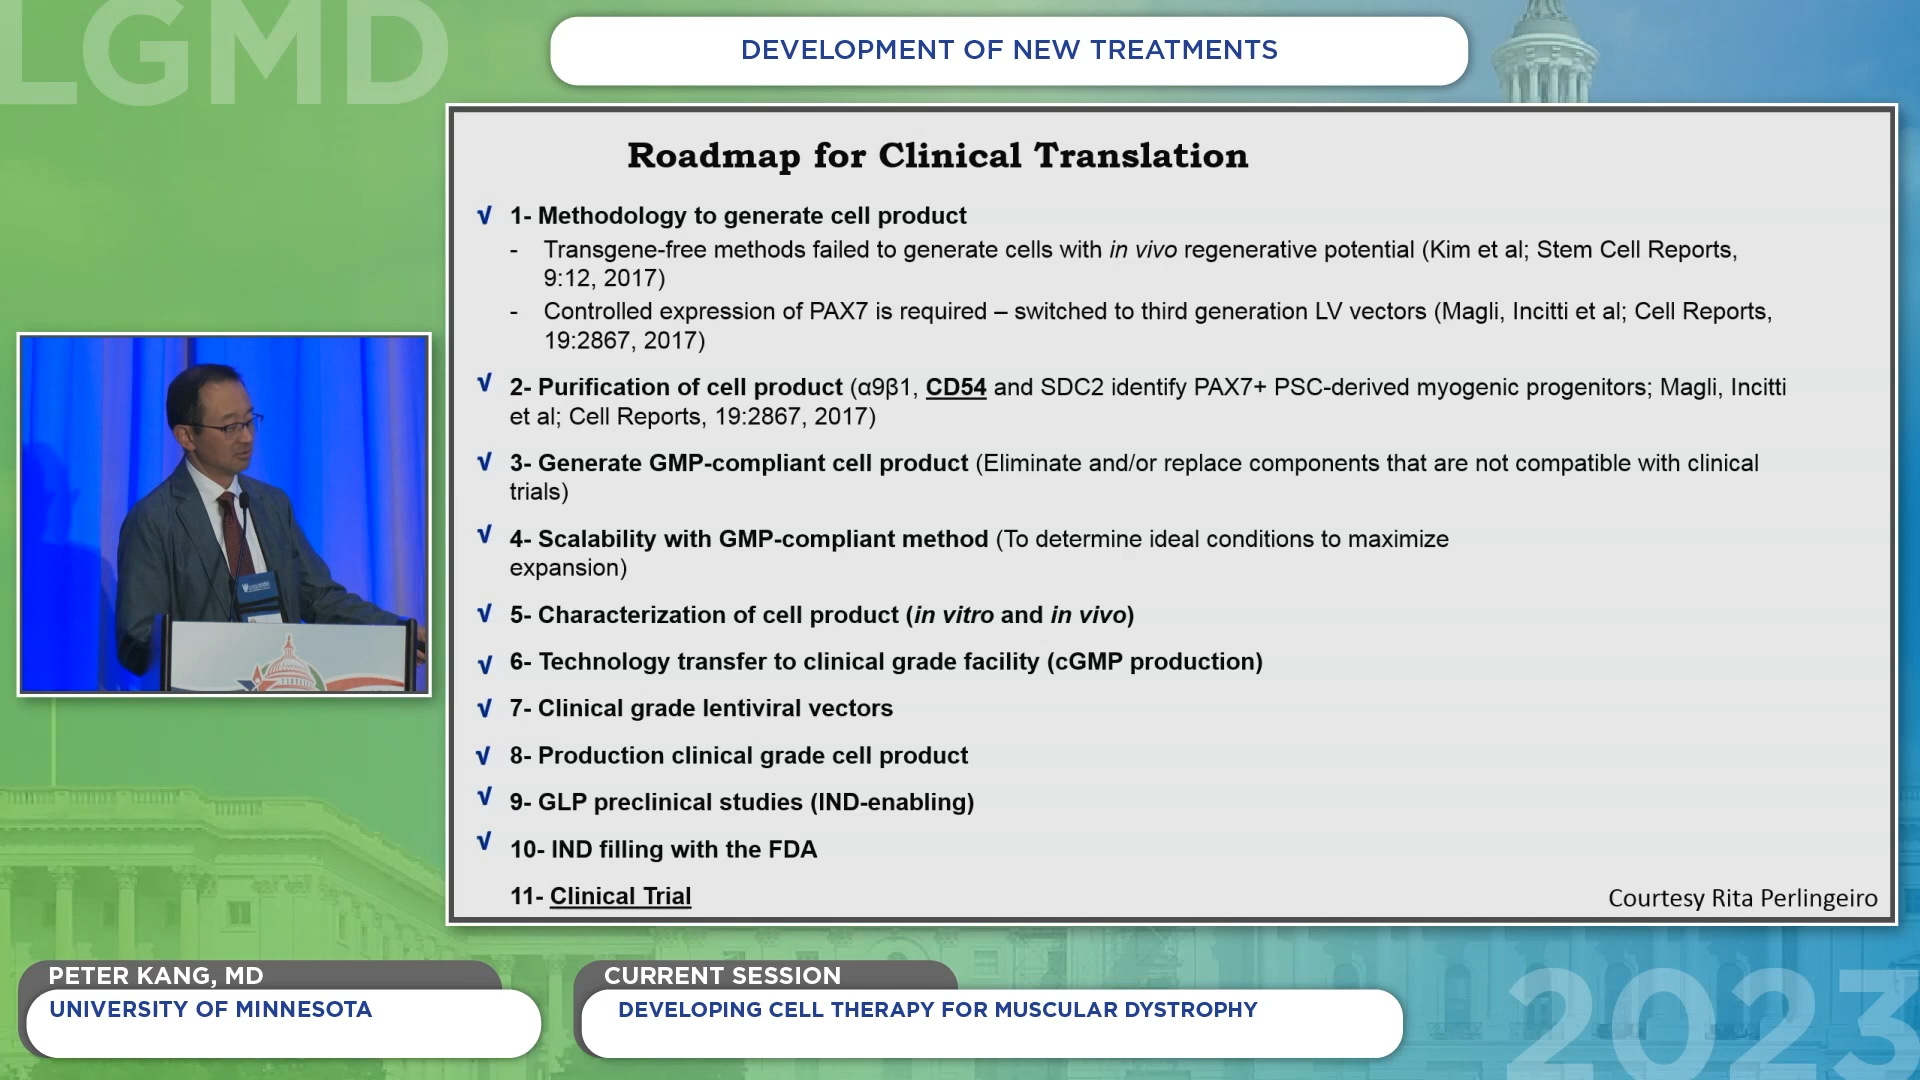 LGMD
DEVELOPMENT OF NEW TREATMENTS
Roadmap for Clinical Translation
√ 1- Methodology to generate cell product
- Transgene-free methods failed to generate cells with in vivo regenerative potential (Kim et al; Stem Cell Reports,
9:12, 2017)
- Controlled expression of PAX7 is required – switched to third generation LV vectors (Magli, Incitti et al; Cell Reports,
19:2867, 2017)
√ 2- Purification of cell product (α9β1, CD54 and SDC2 identify PAX7+ PSC-derived myogenic progenitors; Magli, Incitti
et al; Cell Reports, 19:2867, 2017)
√ 3- Generate GMP-compliant cell product (Eliminate and/or replace components that are not compatible with clinical
trials)
√ 4- Scalability with GMP-compliant method (To determine ideal conditions to maximize
expansion)
√ 5- Characterization of cell product (in vitro and in vivo)
√ 6- Technology transfer to clinical grade facility (cGMP production)
√ 7- Clinical grade lentiviral vectors
√ 8- Production clinical grade cell product
√ 9- GLP preclinical studies (IND-enabling)
√ 10- IND filling with the FDA
11- Clinical Trial
Courtesy Rita Perlingeiro
PETER KANG, MD
UNIVERSITY OF MINNESOTA
CURRENT SESSION
DEVELOPING CELL THERAPY FOR MUSCULAR DYSTROPHY
2023